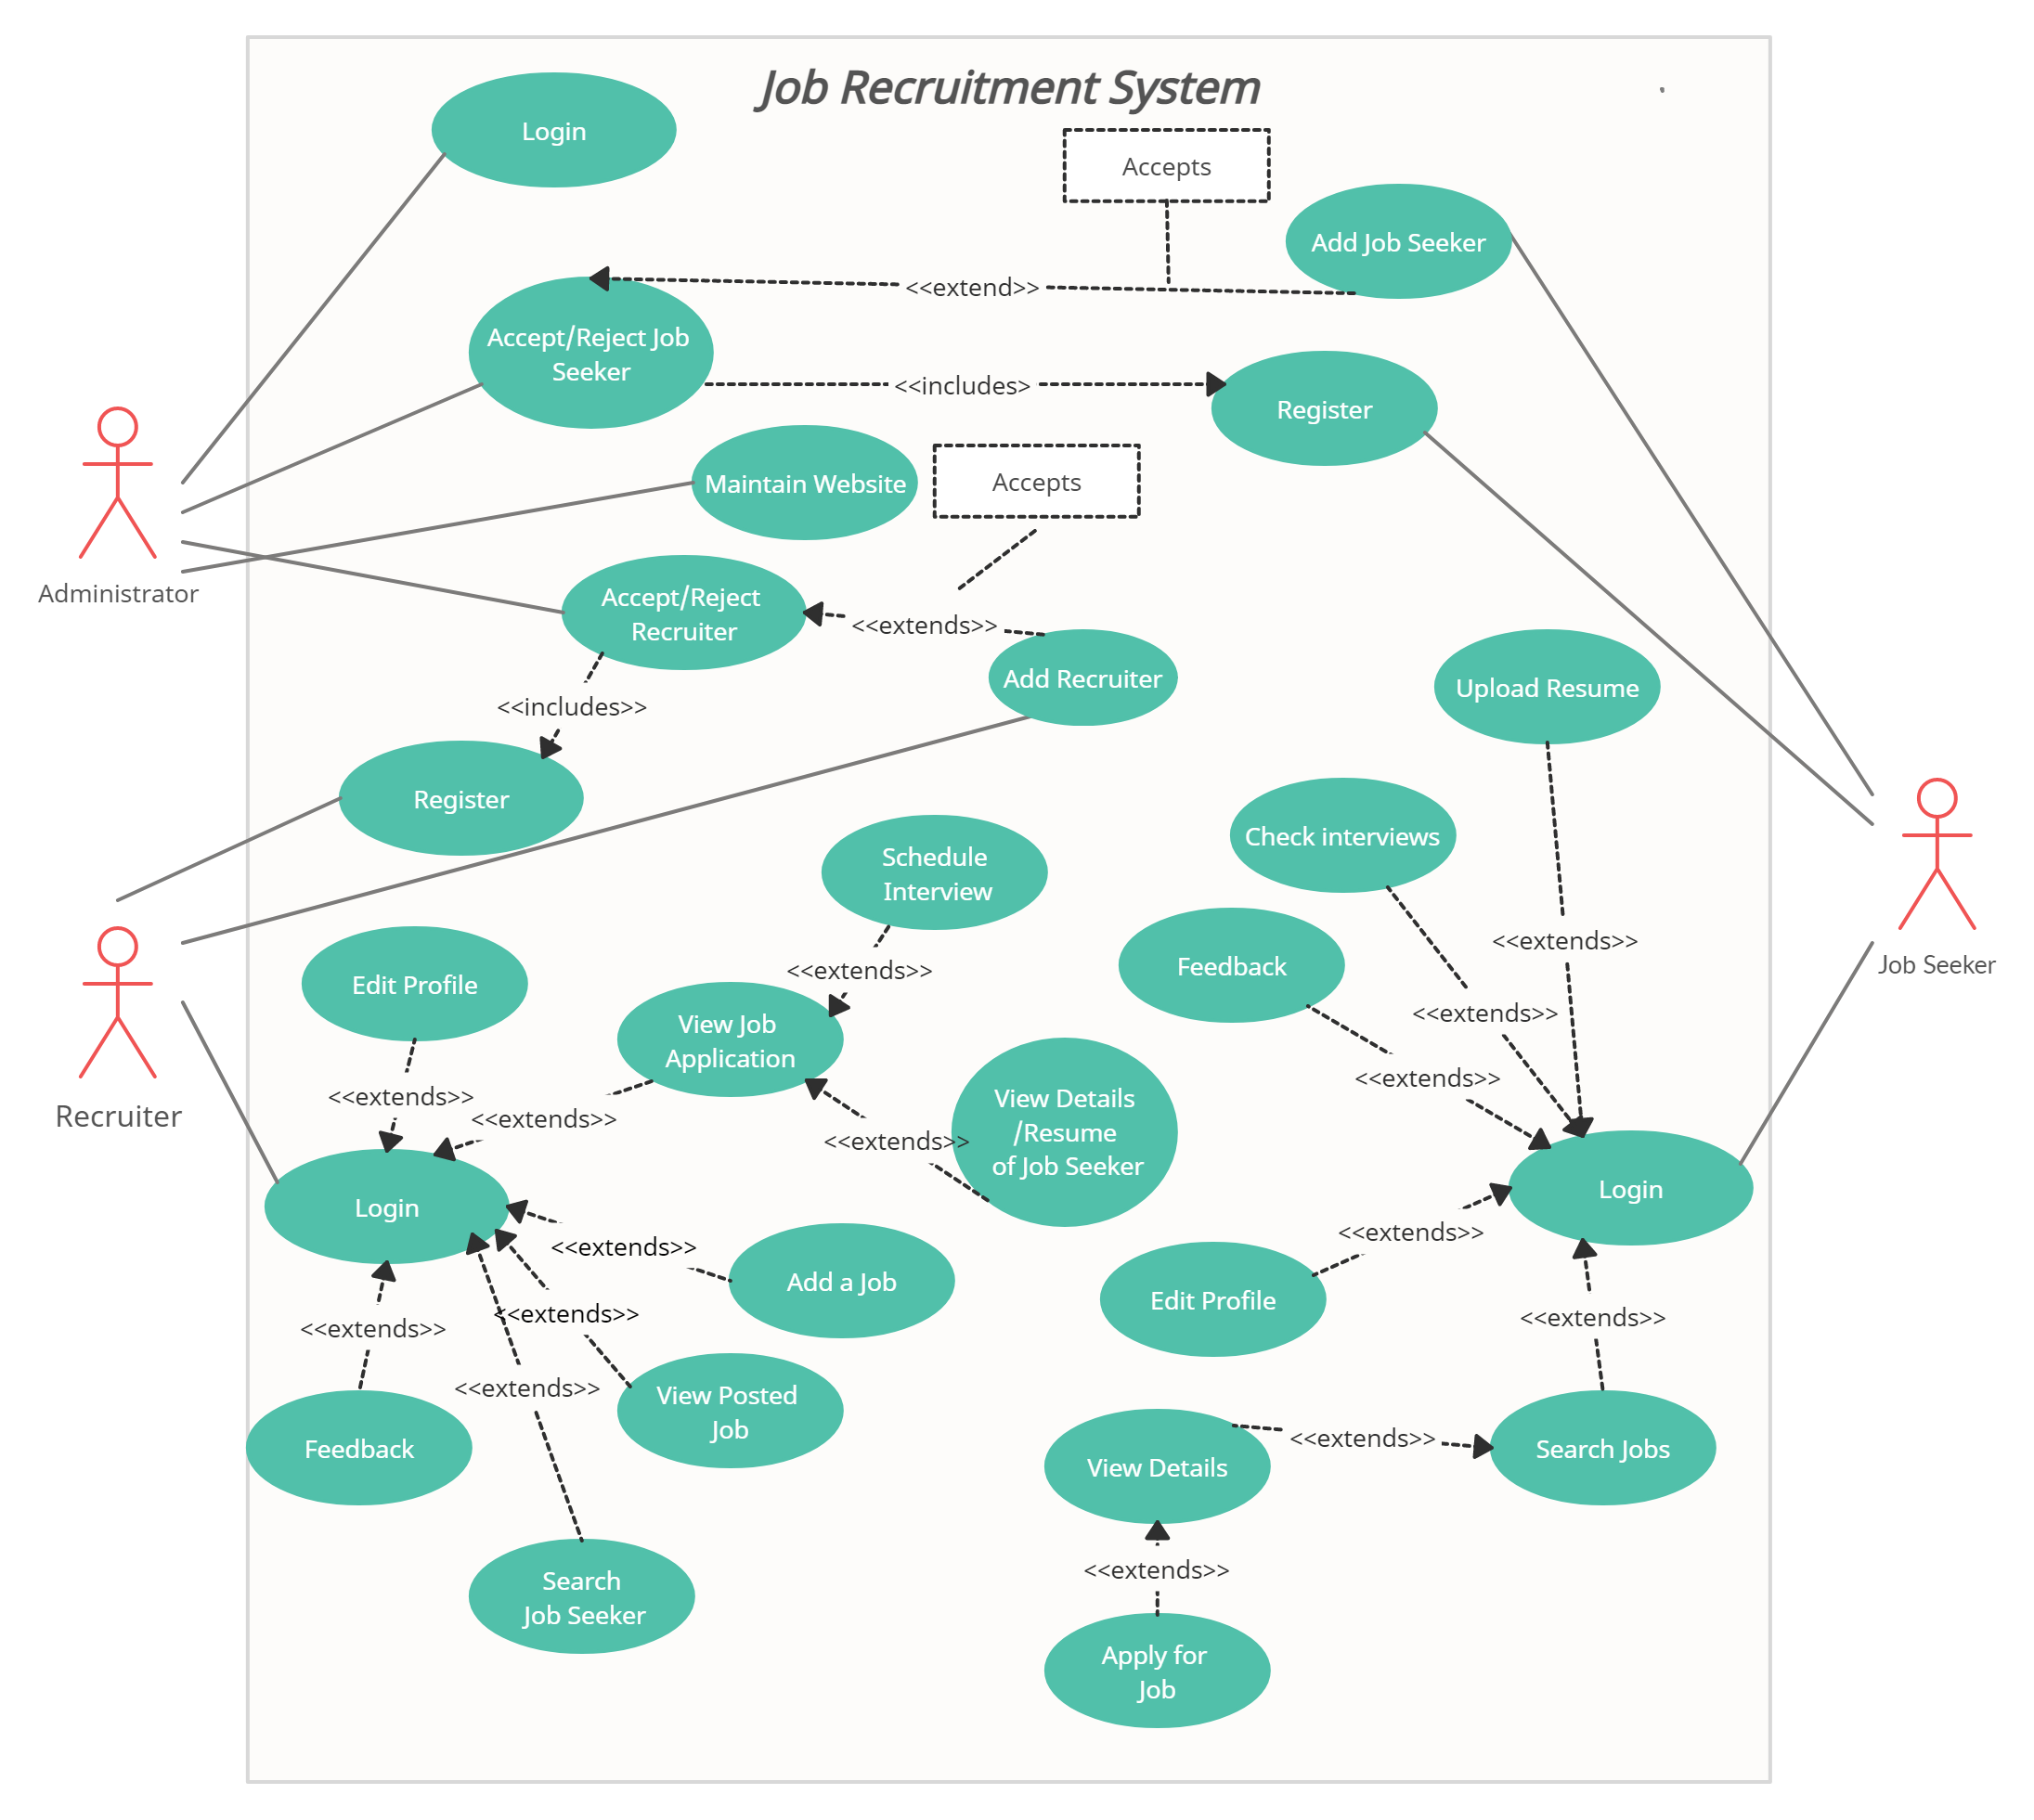 Job Recruitment System
Login
Accepts
Add Job Seeker
<<extend>>
Accept/Reject Job
Seeker
<<includes>
Register
Maintain Website
Accepts
Administrator
Accept/Reject
Recruiter
<<extends>>
Add Recruiter
Upload Resume
<<includes>>
Register
Check interviews
Schedule
Interview
<<extends>>
Feedback
Job Seeker
Edit Profile
<<extends>>
View Job
Application
<<extends>>
<<extends>>
Recruiter
<<extends>>
<<extends>>
View Details
/Resume
of Job Seeker
<<extends>>
Login
Login
<<extends>>
<<extends>>
Add a Job
Edit Profile
<<extends>>
<<extends>>
<<extends>>
<<extends>>
View Posted
Job
Feedback
<<extends>>
Search Jobs
View Details
Search
Job Seeker
<<extends>>
Apply for
Job